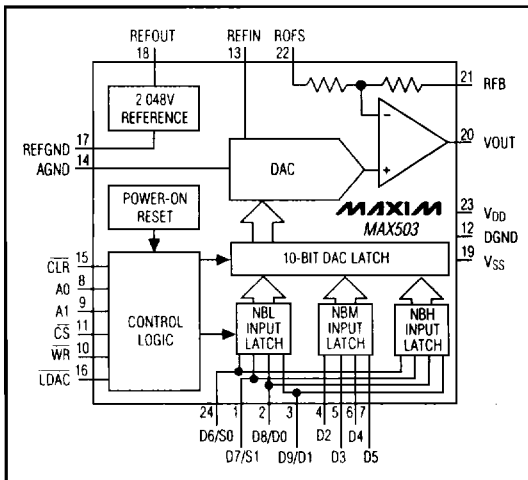 REFOUT REFIN ROFS
18 13 22
21 RFB
2.048V
REFERENCE
17 REFGND
14 AGND
DAC
−
+
20 VOUT
POWER-ON
RESET
MAXIM
MAX503
23 VDD
12 DGND
19 VSS
10-BIT DAC LATCH
CLR 15
A0 8
A1 9
CS 11
WR 10
LDAC 16
CONTROL
LOGIC
NBL
INPUT
LATCH
NBM
INPUT
LATCH
NBH
INPUT
LATCH
24 1 2 3 4 5 6 7
D6/S0 D8/D0 D2 D4
D7/S1 D9/D1 D3 D5